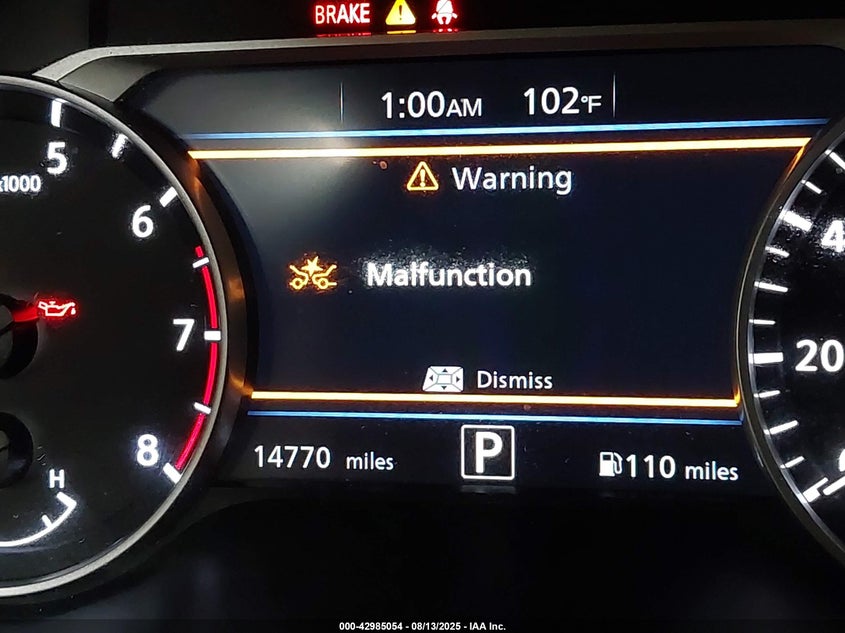 BRAKE
1:00AM 102°F
5
x1000
Warning
6
4
Malfunction
7
20
Dismiss
8
P
14770 miles
110 miles
H
000-42985054 - 08/13/2025 - IAA Inc.